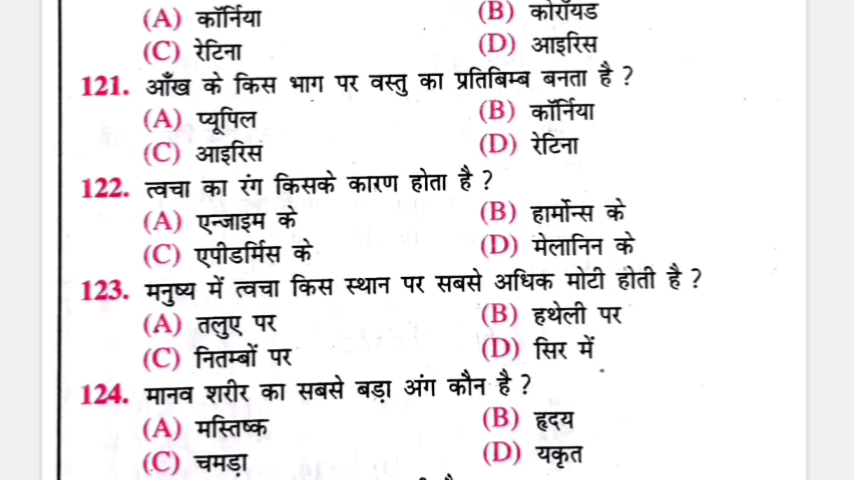 (A) कॉर्निया (B) कोरॉयड
(C) रेटिना (D) आइरिस
121. आँख के किस भाग पर वस्तु का प्रतिबिम्ब बनता है ?
(A) प्यूपिल (B) कॉर्निया
(C) आइरिस (D) रेटिना
122. त्वचा का रंग किसके कारण होता है ?
(A) एन्जाइम के (B) हार्मोन्स के
(C) एपीडर्मिस के (D) मेलानिन के
123. मनुष्य में त्वचा किस स्थान पर सबसे अधिक मोटी होती है ?
(A) तलुए पर (B) हथेली पर
(C) नितम्बों पर (D) सिर में
124. मानव शरीर का सबसे बड़ा अंग कौन है ?
(A) मस्तिष्क (B) हृदय
(C) चमड़ा (D) यकृत